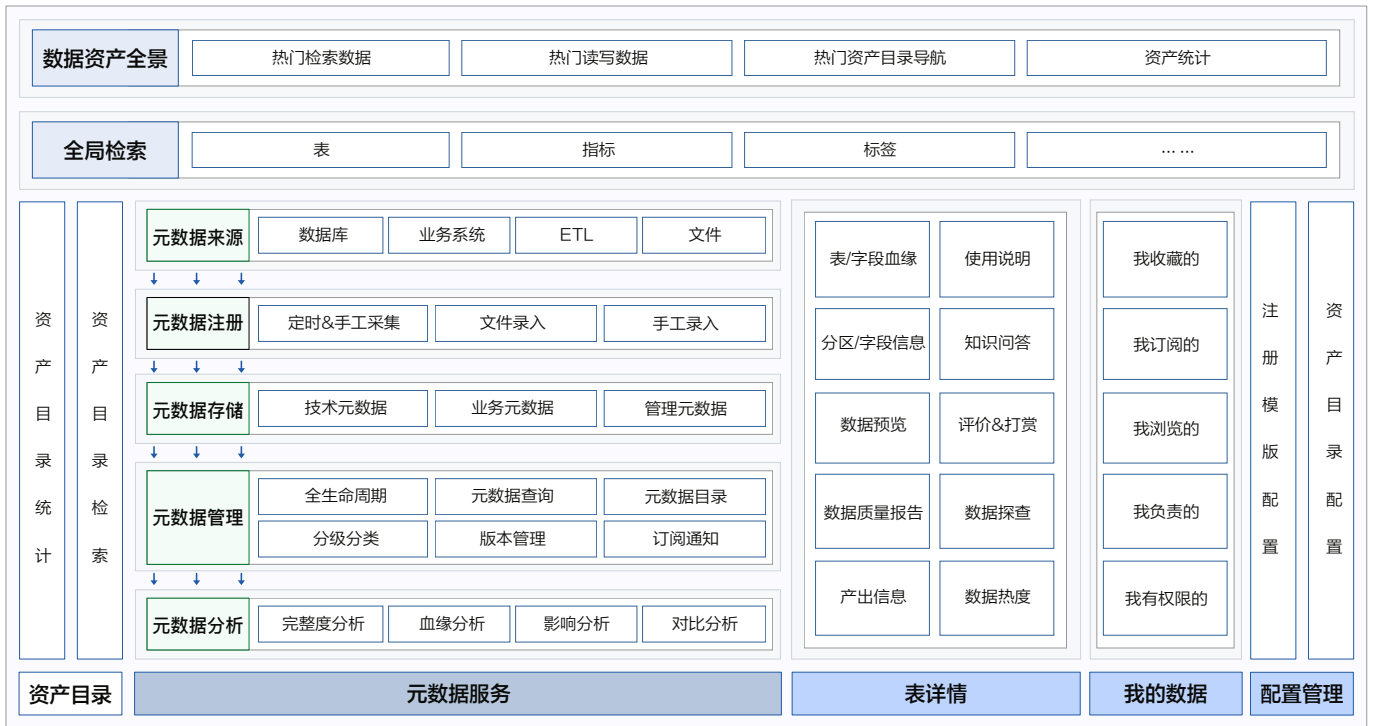 数据资产全景
热门检索数据
热门读写数据
热门资产目录导航
资产统计
全局检索
表
指标
标签
... ...
资产目录统计
资产目录检索
元数据来源
数据库
业务系统
ETL
文件
元数据注册
定时&手工采集
文件录入
手工录入
元数据存储
技术元数据
业务元数据
管理元数据
元数据管理
全生命周期
元数据查询
元数据目录
分级分类
版本管理
订阅通知
元数据分析
完整度分析
血缘分析
影响分析
对比分析
表/字段血缘
使用说明
分区/字段信息
知识问答
数据预览
评价&打赏
数据质量报告
数据探查
产出信息
数据热度
我收藏的
我订阅的
我浏览的
我负责的
我有权限的
注册模版配置
资产目录配置
资产目录
元数据服务
表详情
我的数据
配置管理